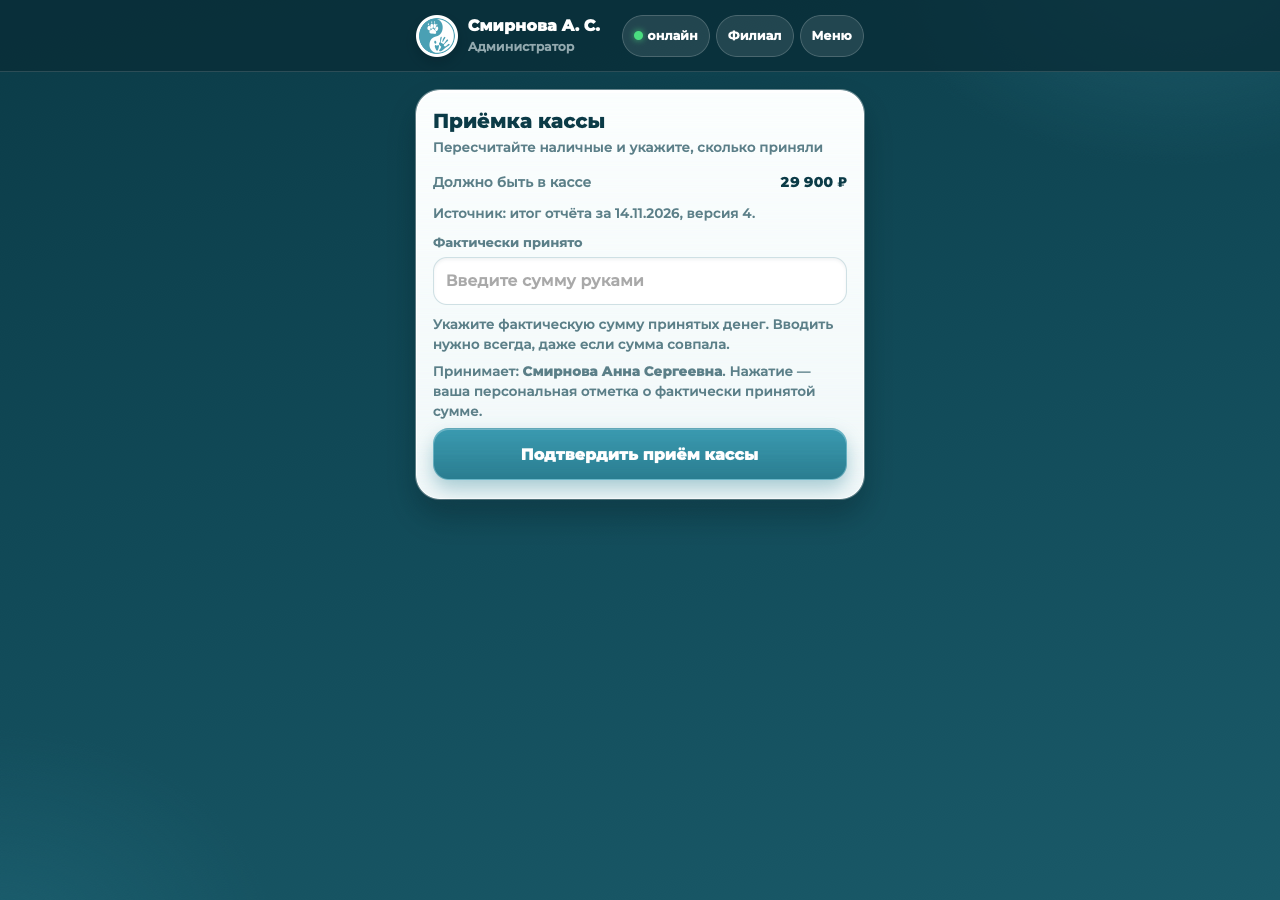 Смирнова А. С.
Администратор
онлайн
Филиал
Меню
Приёмка кассы
Пересчитайте наличные и укажите, сколько приняли
Должно быть в кассе 29 900 ₽
Источник: итог отчёта за 14.11.2026, версия 4.
Фактически принято
Введите сумму руками
Укажите фактическую сумму принятых денег. Вводить
нужно всегда, даже если сумма совпала.
Принимает: Смирнова Анна Сергеевна. Нажатие —
ваша персональная отметка о фактически принятой
сумме.
Подтвердить приём кассы